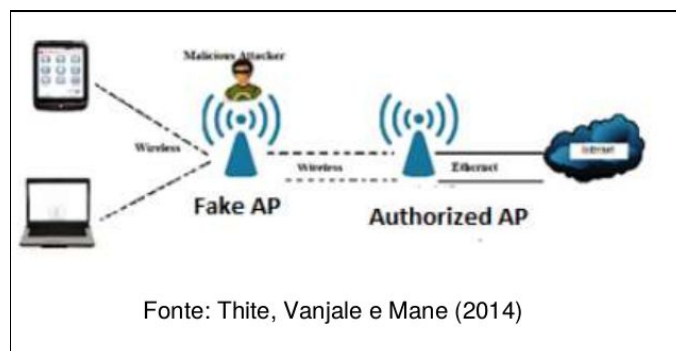 Malicious Attacker
Wireless
Wireless
Ethernet
Internet
Fake AP
Authorized AP
Fonte: Thite, Vanjale e Mane (2014)